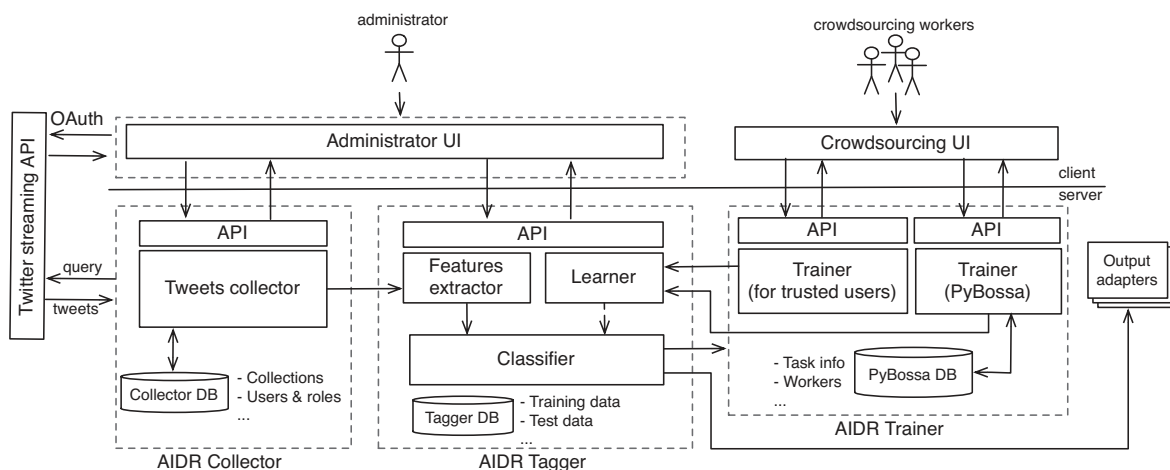 administrator
crowdsourcing workers
OAuth
Administrator UI
Crowdsourcing UI
client
server
Twitter streaming API
API
API
API
API
query
tweets
Tweets collector
Features
extractor
Learner
Trainer
(for trusted users)
Trainer
(PyBossa)
Output
adapters
Classifier
Collector DB
- Collections
- Users & roles
...
Tagger DB
- Training data
- Test data
...
- Task info
- Workers
...
PyBossa DB
AIDR Collector
AIDR Tagger
AIDR Trainer